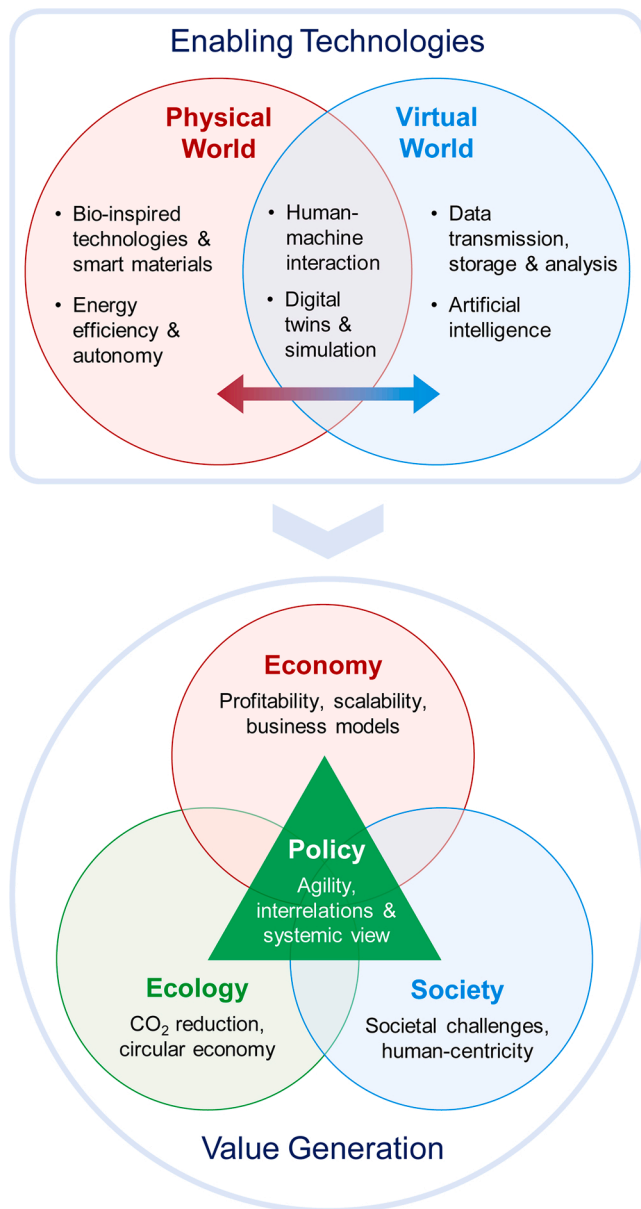 Enabling Technologies
Physical
World
Virtual
World
• Bio-inspired
technologies &
smart materials
• Energy
efficiency &
autonomy
• Human-
machine
interaction
• Digital
twins &
simulation
• Data
transmission,
storage & analysis
• Artificial
intelligence
Economy
Profitability, scalability,
business models
Policy
Agility,
interrelations &
systemic view
Ecology
CO₂ reduction,
circular economy
Society
Societal challenges,
human-centricity
Value Generation